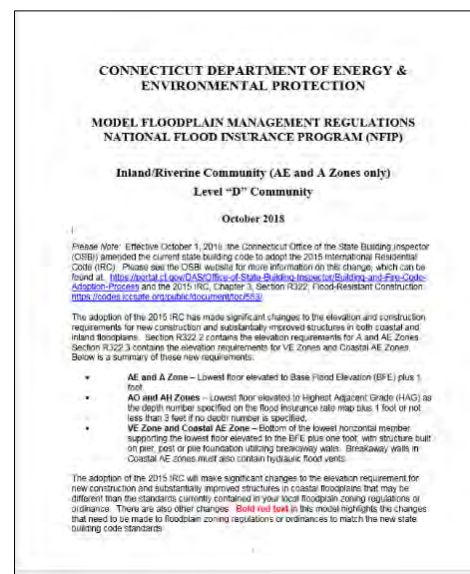 CONNECTICUT DEPARTMENT OF ENERGY &
ENVIRONMENTAL PROTECTION
MODEL FLOODPLAIN MANAGEMENT REGULATIONS
NATIONAL FLOOD INSURANCE PROGRAM (NFIP)
Inland/Riverine Community (AE and A Zones only)
Level “D” Community
October 2018
Please Note: Effective October 1, 2018, the Connecticut Office of the State Building Inspector
(OSBI) amended the current state building code to adopt the 2015 International Residential
Code (IRC). Please see the OSBI website for more information on this change, which can be
found at: https://portal.ct.gov/DAS/Office-of-State-Building-Inspector/Building-and-Fire-Code-
Adoption-Process and the 2015 IRC, Chapter 3, Section R322, Flood-Resistant Construction
https://codes.iccsafe.org/public/document/toc/553/
The adoption of the 2015 IRC has made significant changes to the elevation and construction
requirements for new construction and substantially improved structures in both coastal and
inland floodplains. Section R322.2 contains the elevation requirements for A and AE Zones.
Section R322.3 contains the elevation requirements for VE Zones and Coastal AE Zones.
Below is a summary of these new requirements:
• AE and A Zone – Lowest floor elevated to Base Flood Elevation (BFE) plus 1
foot.
• AO and AH Zones – Lowest floor elevated to Highest Adjacent Grade (HAG) as
the depth number specified on the flood insurance rate map plus 1 foot or not
less than 3 feet if no depth number is specified.
• VE Zone and Coastal AE Zone – Bottom of the lowest horizontal member
supporting the lowest floor elevated to the BFE plus one foot, with structure built
on pier, post or pile foundation utilizing breakaway walls. Breakaway walls in
Coastal AE zones must also contain hydraulic flood vents.
The adoption of the 2015 IRC will make significant changes to the elevation requirement for
new construction and substantially improved structures in coastal floodplains that may be
different than the standards currently contained in your local floodplain zoning regulations or
ordinance. There are also other changes. Bold red text in this model highlights the changes
that need to be made to floodplain zoning regulations or ordinances to match the new state
building code standards.